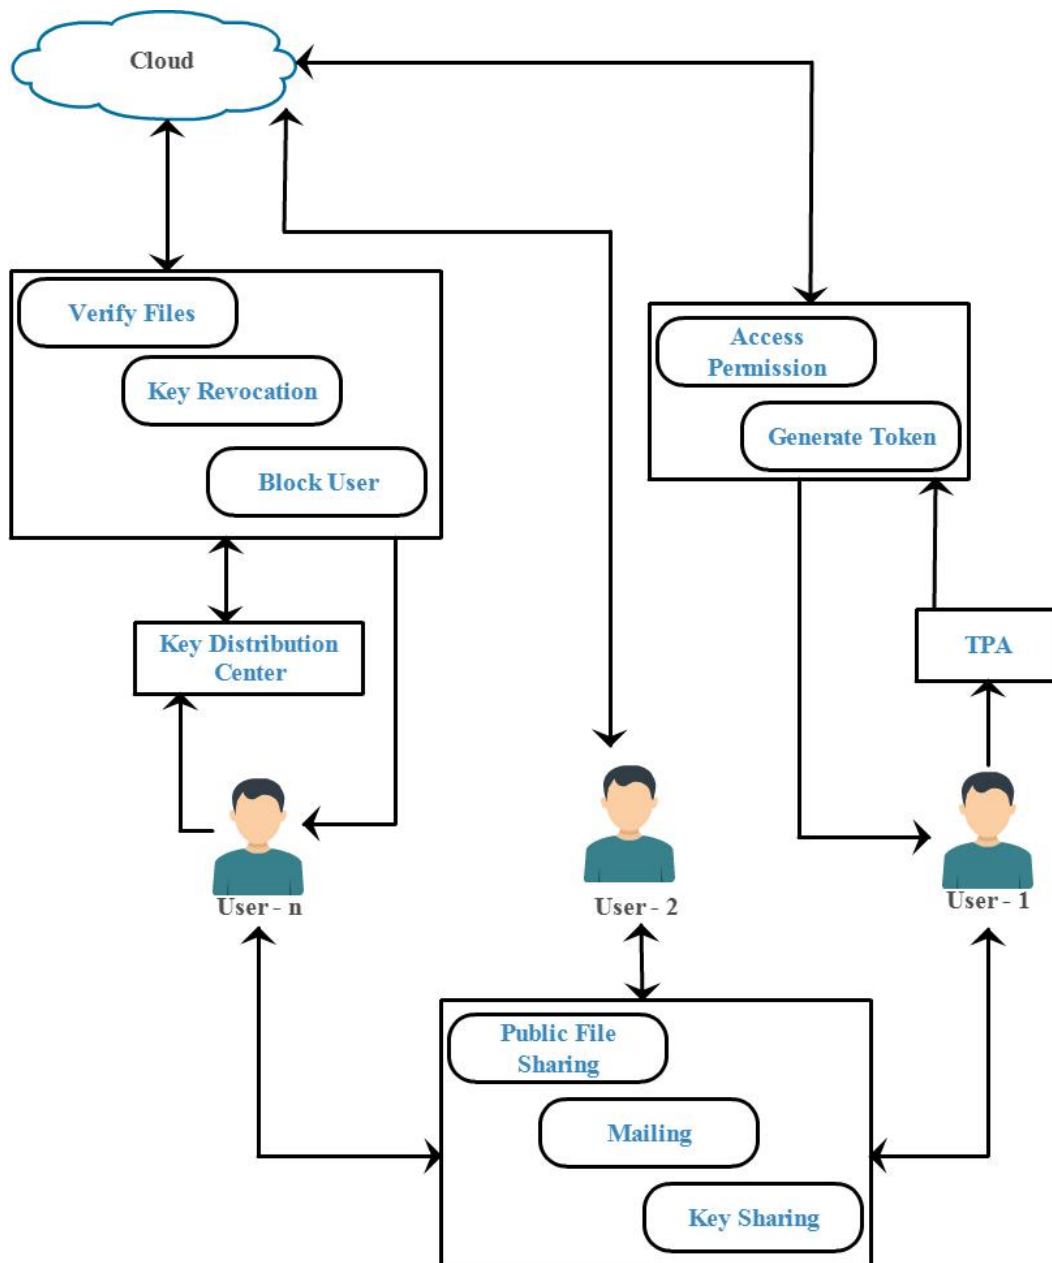 Cloud
Verify Files
Key Revocation
Block User
Access
Permission
Generate Token
Key Distribution
Center
TPA
User - n
User - 2
User - 1
Public File
Sharing
Mailing
Key Sharing